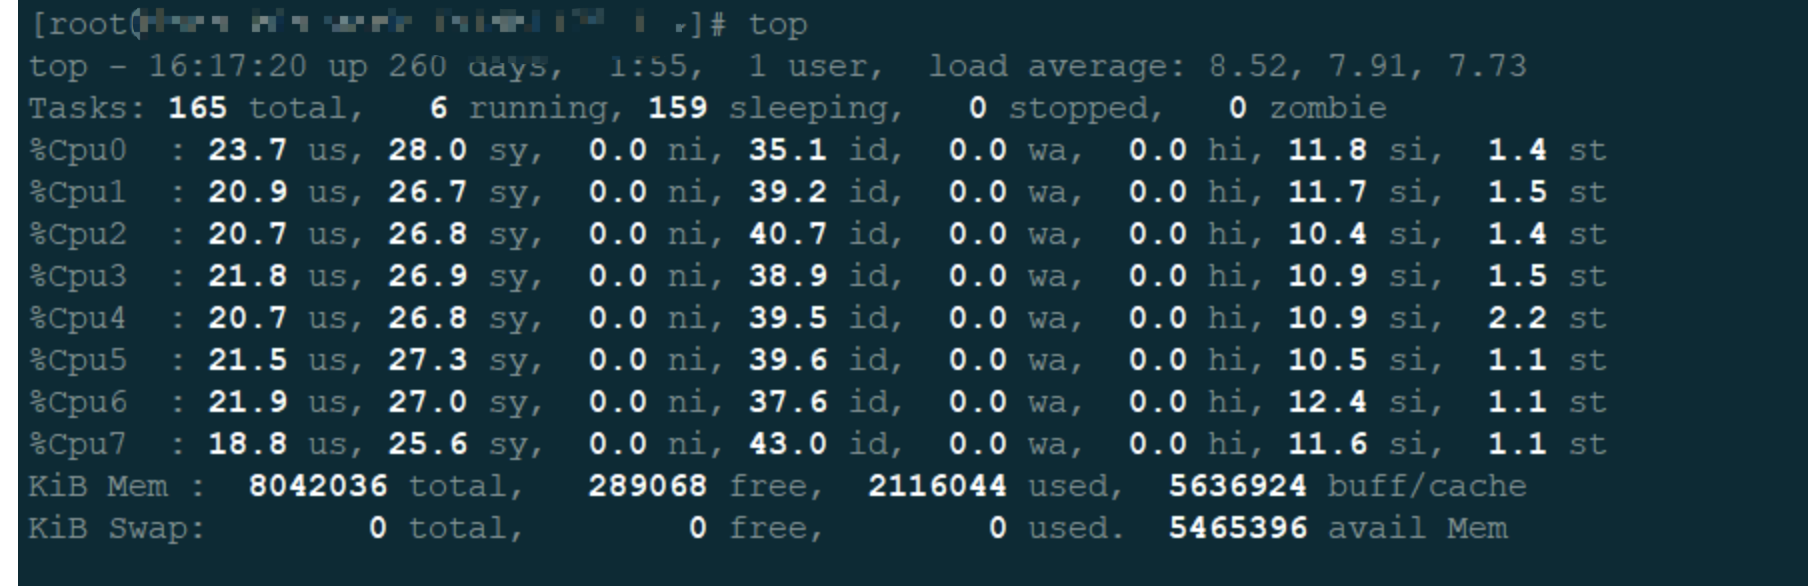 [root@ ]# top
top - 16:17:20 up 260 days,  1:55,  1 user,  load average: 8.52, 7.91, 7.73
Tasks: 165 total,   6 running, 159 sleeping,   0 stopped,   0 zombie
%Cpu0  : 23.7 us, 28.0 sy,  0.0 ni, 35.1 id,  0.0 wa,  0.0 hi, 11.8 si,  1.4 st
%Cpu1  : 20.9 us, 26.7 sy,  0.0 ni, 39.2 id,  0.0 wa,  0.0 hi, 11.7 si,  1.5 st
%Cpu2  : 20.7 us, 26.8 sy,  0.0 ni, 40.7 id,  0.0 wa,  0.0 hi, 10.4 si,  1.4 st
%Cpu3  : 21.8 us, 26.9 sy,  0.0 ni, 38.9 id,  0.0 wa,  0.0 hi, 10.9 si,  1.5 st
%Cpu4  : 20.7 us, 26.8 sy,  0.0 ni, 39.5 id,  0.0 wa,  0.0 hi, 10.9 si,  2.2 st
%Cpu5  : 21.5 us, 27.3 sy,  0.0 ni, 39.6 id,  0.0 wa,  0.0 hi, 10.5 si,  1.1 st
%Cpu6  : 21.9 us, 27.0 sy,  0.0 ni, 37.6 id,  0.0 wa,  0.0 hi, 12.4 si,  1.1 st
%Cpu7  : 18.8 us, 25.6 sy,  0.0 ni, 43.0 id,  0.0 wa,  0.0 hi, 11.6 si,  1.1 st
KiB Mem :  8042036 total,   289068 free,  2116044 used,  5636924 buff/cache
KiB Swap:        0 total,        0 free,        0 used.  5465396 avail Mem